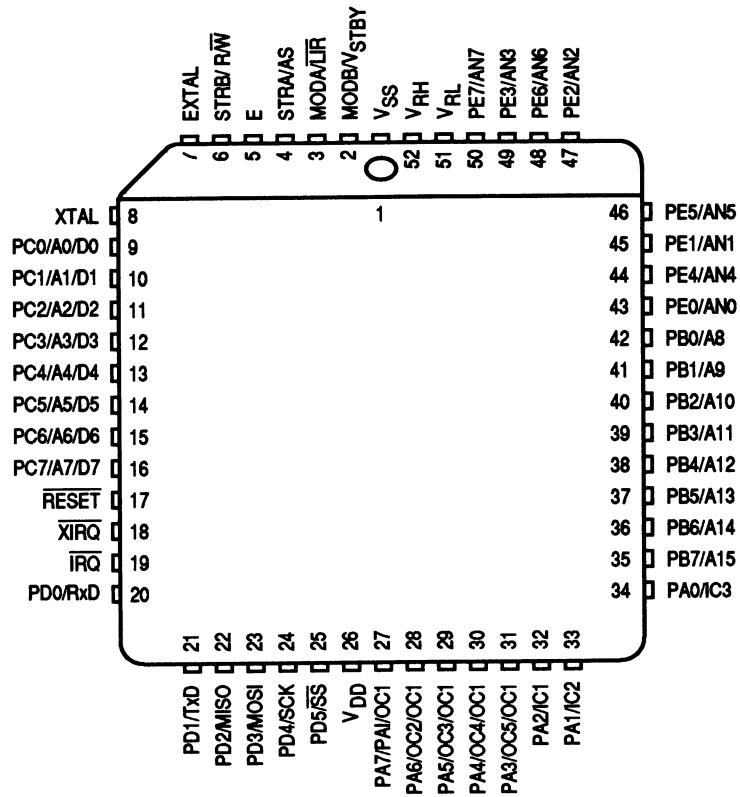 EXTAL
STRB/ R/W̅
E
STRA/AS
MODA/L̅I̅R̅
MODB/VSTBY
VSS
VRH
VRL
PE7/AN7
PE3/AN3
PE6/AN6
PE2/AN2
7
6
5
4
3
2
1
52
51
50
49
48
47
XTAL 8
PC0/A0/D0 9
PC1/A1/D1 10
PC2/A2/D2 11
PC3/A3/D3 12
PC4/A4/D4 13
PC5/A5/D5 14
PC6/A6/D6 15
PC7/A7/D7 16
R̅E̅S̅E̅T̅ 17
X̅I̅R̅Q̅ 18
I̅R̅Q̅ 19
PD0/RxD 20
46 PE5/AN5
45 PE1/AN1
44 PE4/AN4
43 PE0/AN0
42 PB0/A8
41 PB1/A9
40 PB2/A10
39 PB3/A11
38 PB4/A12
37 PB5/A13
36 PB6/A14
35 PB7/A15
34 PA0/IC3
21
22
23
24
25
26
27
28
29
30
31
32
33
PD1/TxD
PD2/MISO
PD3/MOSI
PD4/SCK
PD5/S̅S̅
VDD
PA7/PAI/OC1
PA6/OC2/OC1
PA5/OC3/OC1
PA4/OC4/OC1
PA3/OC5/OC1
PA2/IC1
PA1/IC2